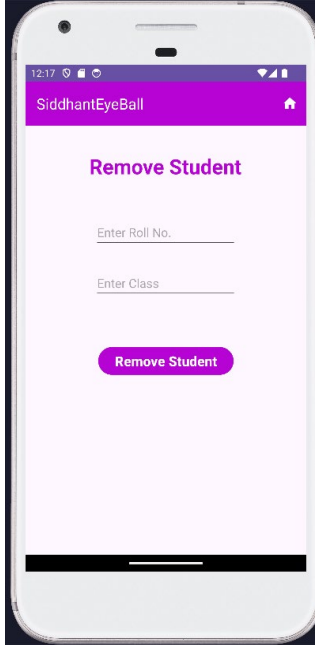 12:17
SiddhantEyeBall
Remove Student
Enter Roll No.
Enter Class
Remove Student